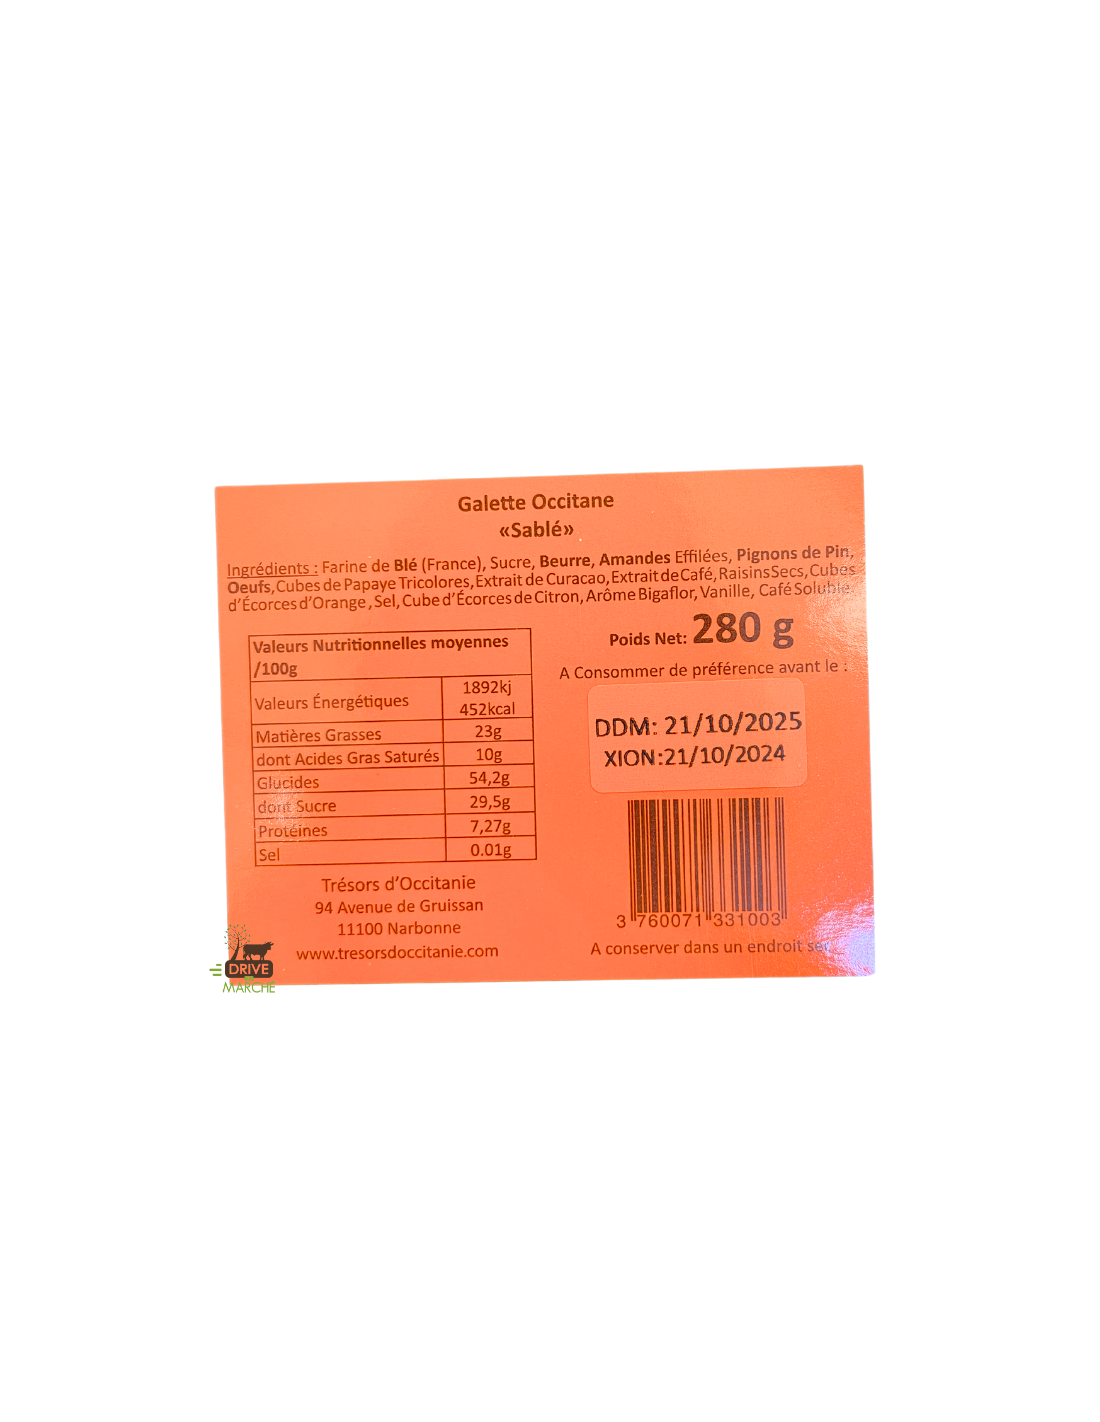 Galette Occitane
«Sablé»
Ingrédients : Farine de Blé (France), Sucre, Beurre, Amandes Effilées, Pignons de Pin,
Oeufs, Cubes de Papaye Tricolores, Extrait de Curacao, Extrait de Café, Raisins Secs, Cubes
d'Écorces d'Orange, Sel, Cube d'Écorces de Citron, Arôme Bigaflor, Vanille, Café Soluble
Valeurs Nutritionnelles moyennes
/100g
Valeurs Énergétiques 1892kj
452kcal
Matières Grasses 23g
dont Acides Gras Saturés 10g
Glucides 54,2g
dont Sucre 29,5g
Protéines 7,27g
Sel 0.01g
Trésors d'Occitanie
94 Avenue de Gruissan
11100 Narbonne
www.tresorsdoccitanie.com
Poids Net: 280 g
A Consommer de préférence avant le :
DDM: 21/10/2025
XION:21/10/2024
3 760071 331003
A conserver dans un endroit sec
DRIVE
MARCHÉ